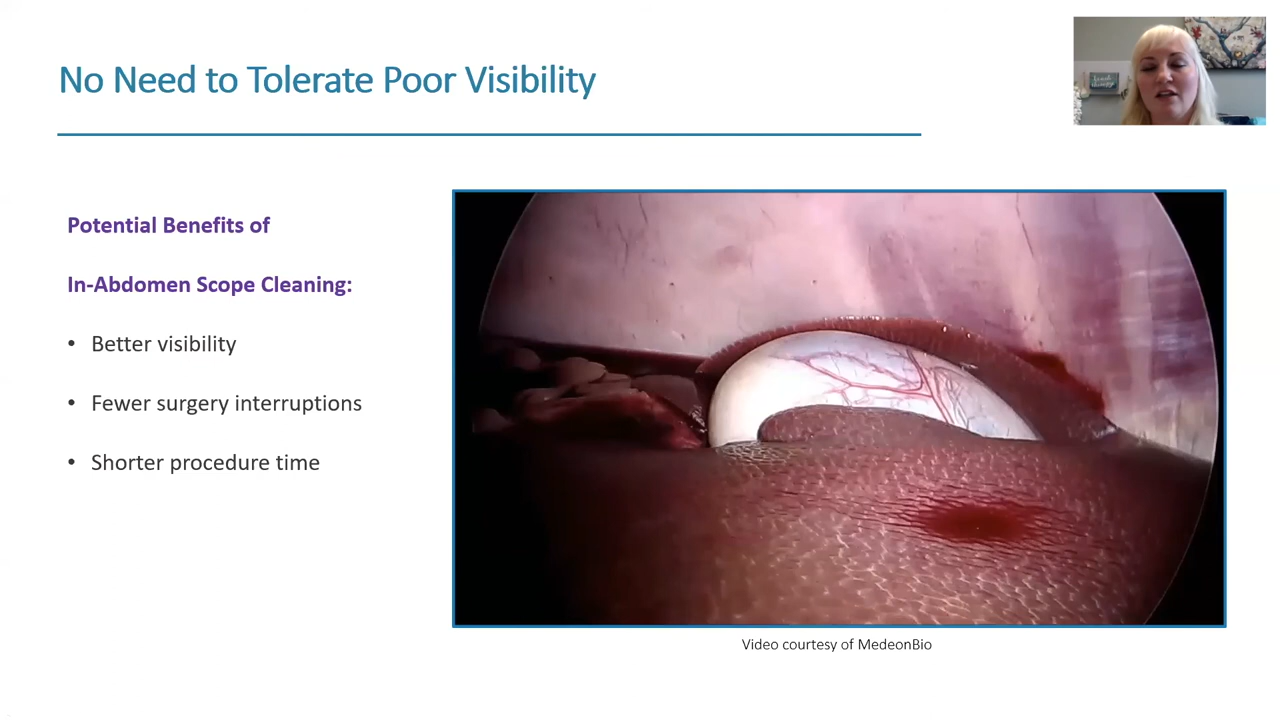 No Need to Tolerate Poor Visibility
Potential Benefits of
In-Abdomen Scope Cleaning:
• Better visibility
• Fewer surgery interruptions
• Shorter procedure time
Video courtesy of MedeonBio